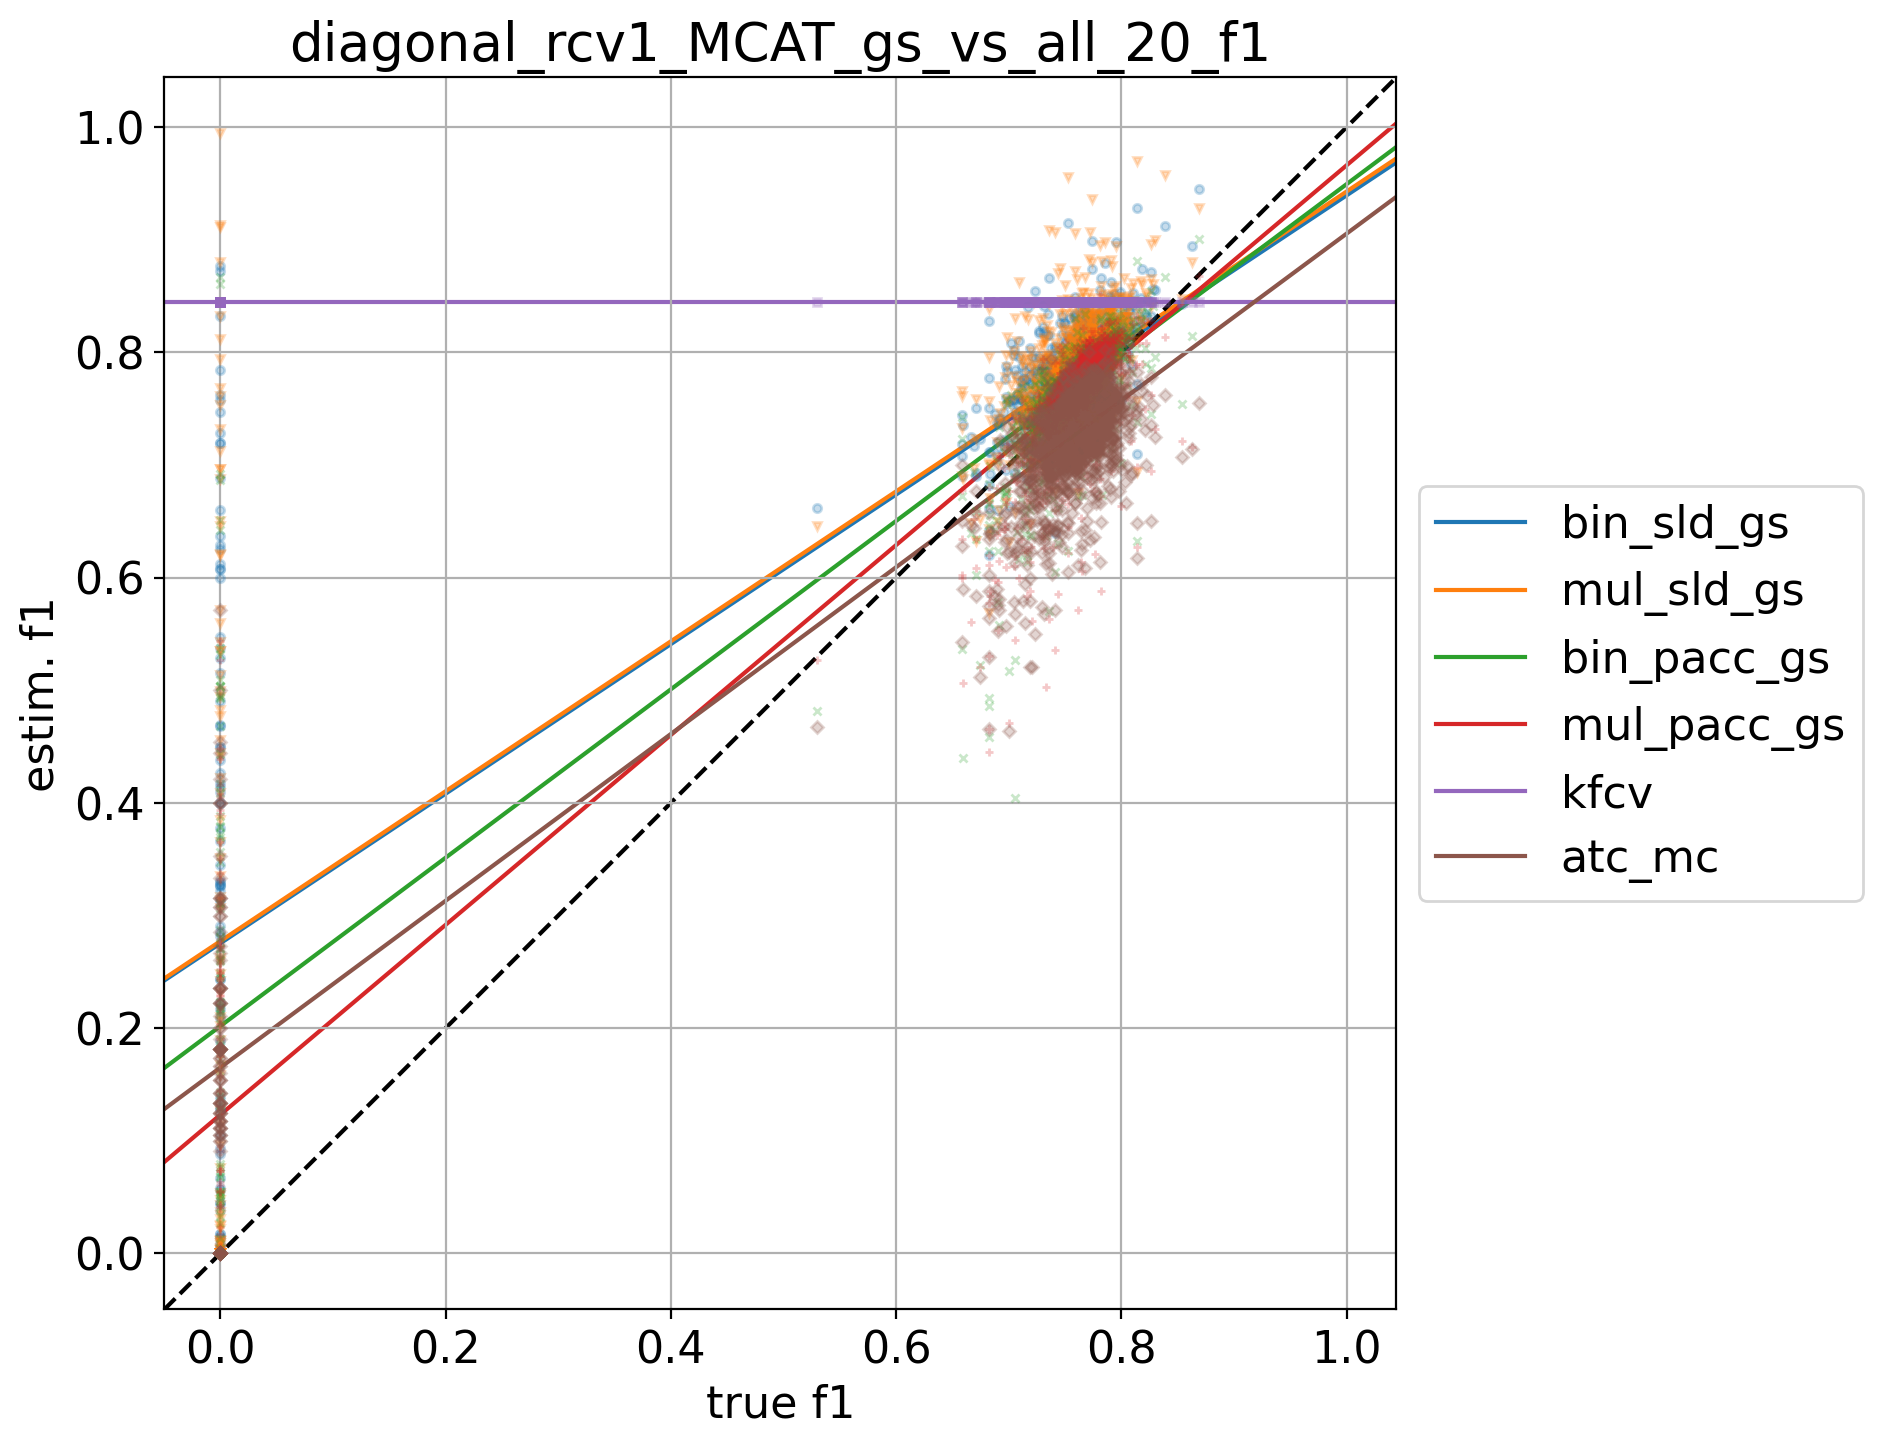 diagonal_rcv1_MCAT_gs_vs_all_20_f1
1.0
0.8
0.6
0.4
0.2
0.0
estim. f1
0.0 0.2 0.4 0.6 0.8 1.0
true f1
bin_sld_gs
mul_sld_gs
bin_pacc_gs
mul_pacc_gs
kfcv
atc_mc